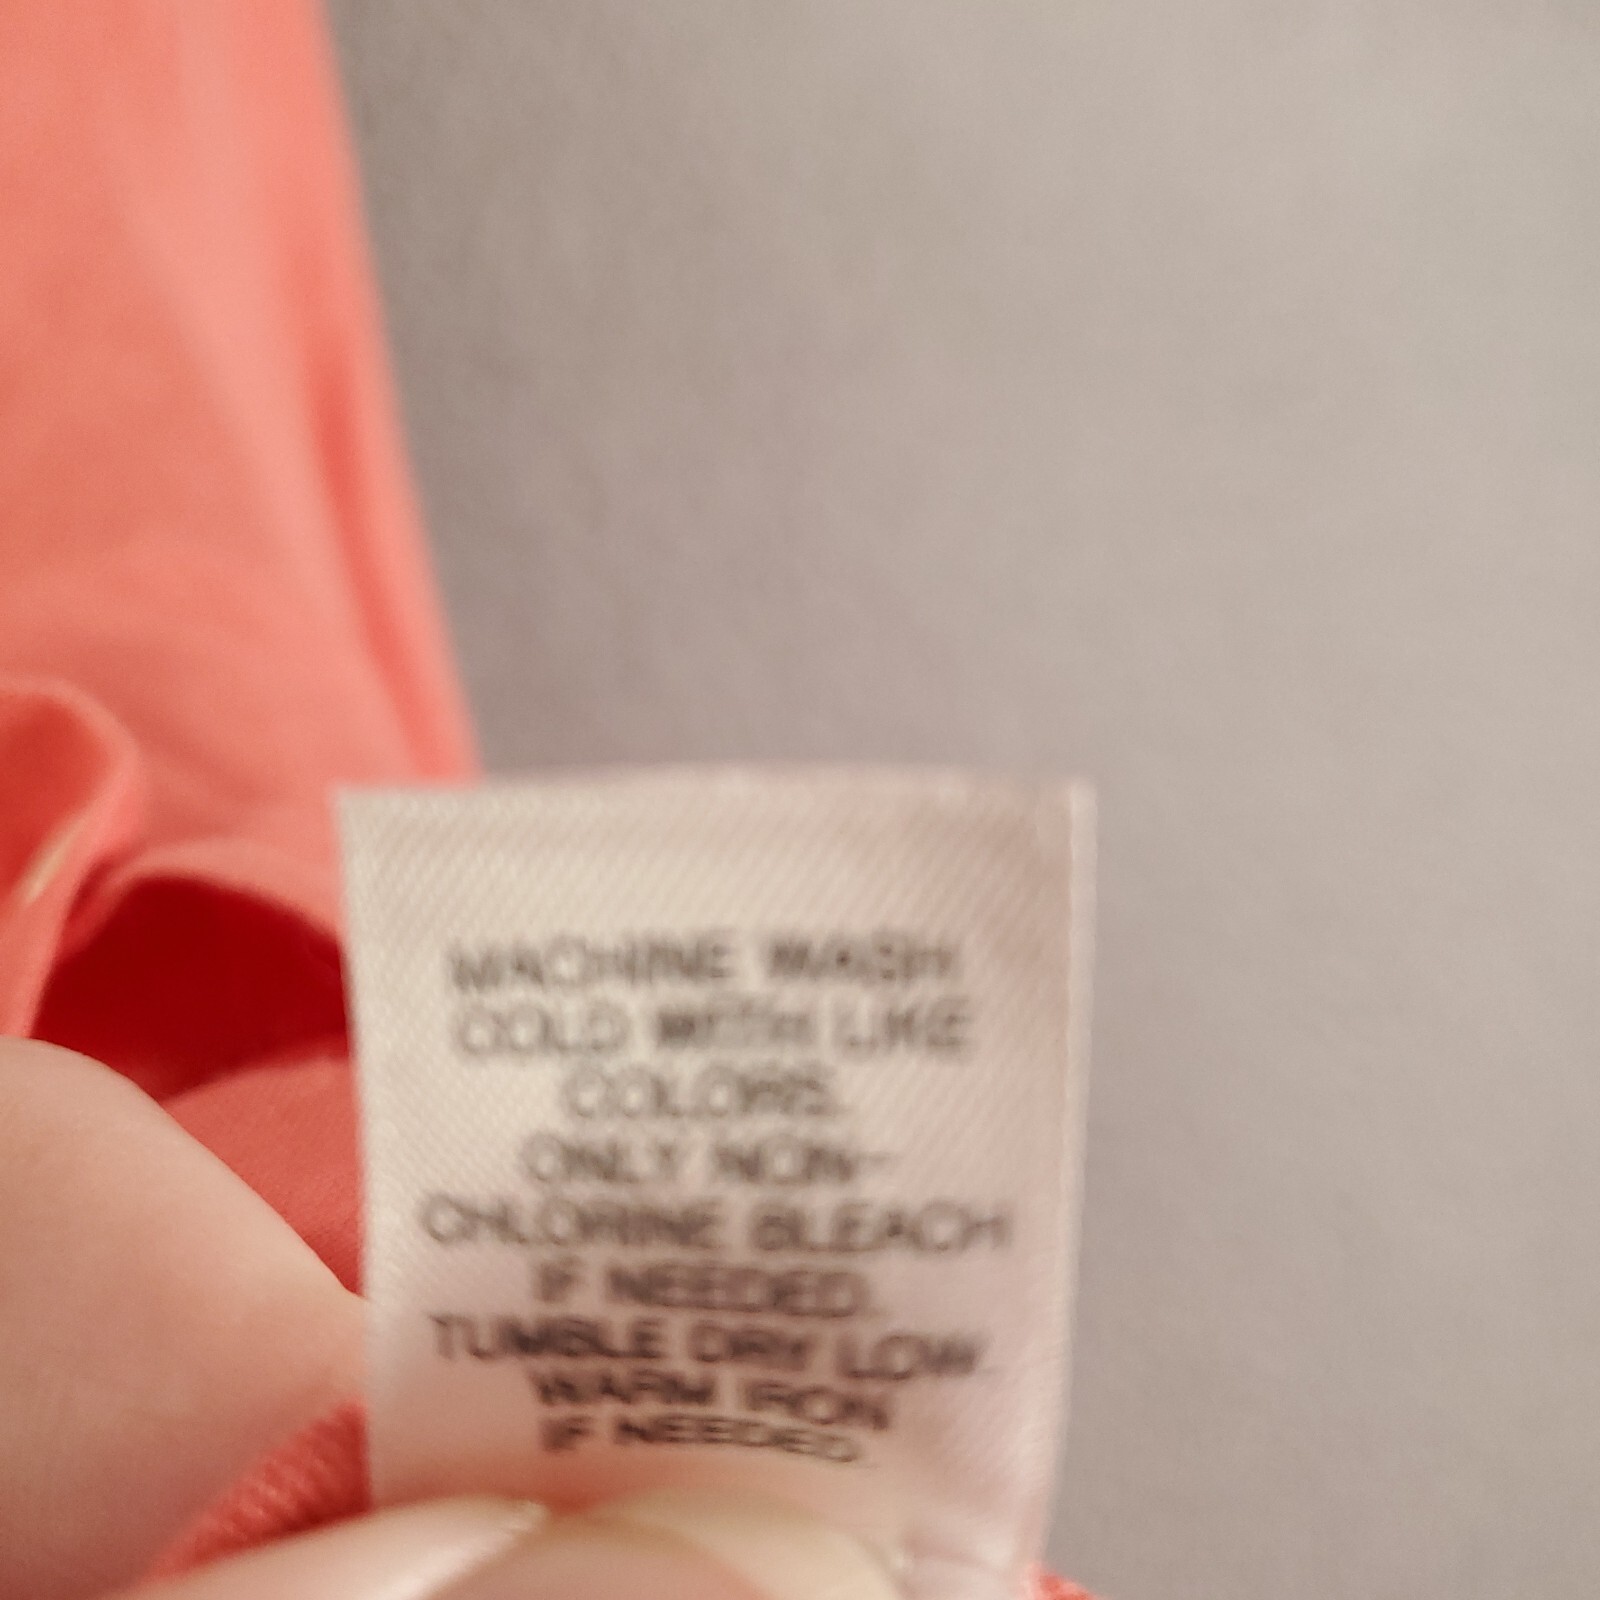 MACHINE WASH
COLD WITH LIKE
COLORS.
ONLY NON-
CHLORINE BLEACH
IF NEEDED.
TUMBLE DRY LOW
WARM IRON
IF NEEDED.